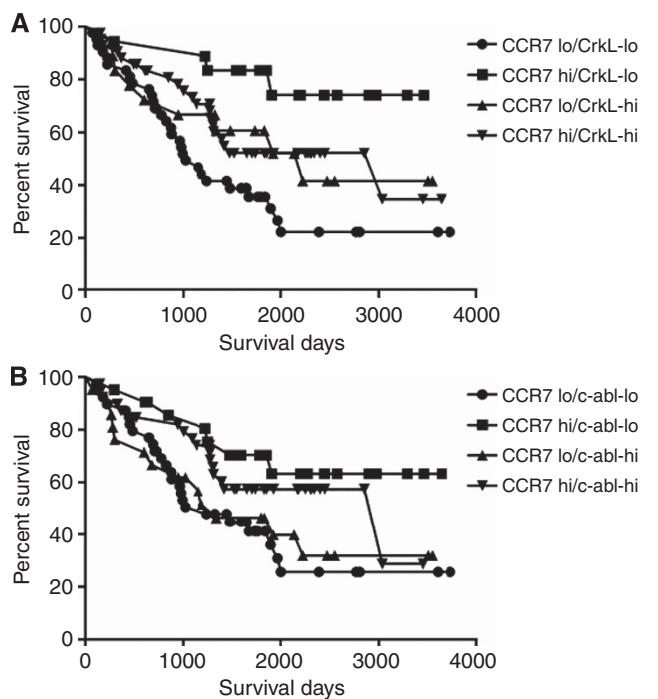 A
100
80
60
40
20
0
Percent survival
0 1000 2000 3000 4000
Survival days
CCR7 lo/CrkL-lo
CCR7 hi/CrkL-lo
CCR7 lo/CrkL-hi
CCR7 hi/CrkL-hi
B
100
80
60
40
20
0
Percent survival
0 1000 2000 3000 4000
Survival days
CCR7 lo/c-abl-lo
CCR7 hi/c-abl-lo
CCR7 lo/c-abl-hi
CCR7 hi/c-abl-hi